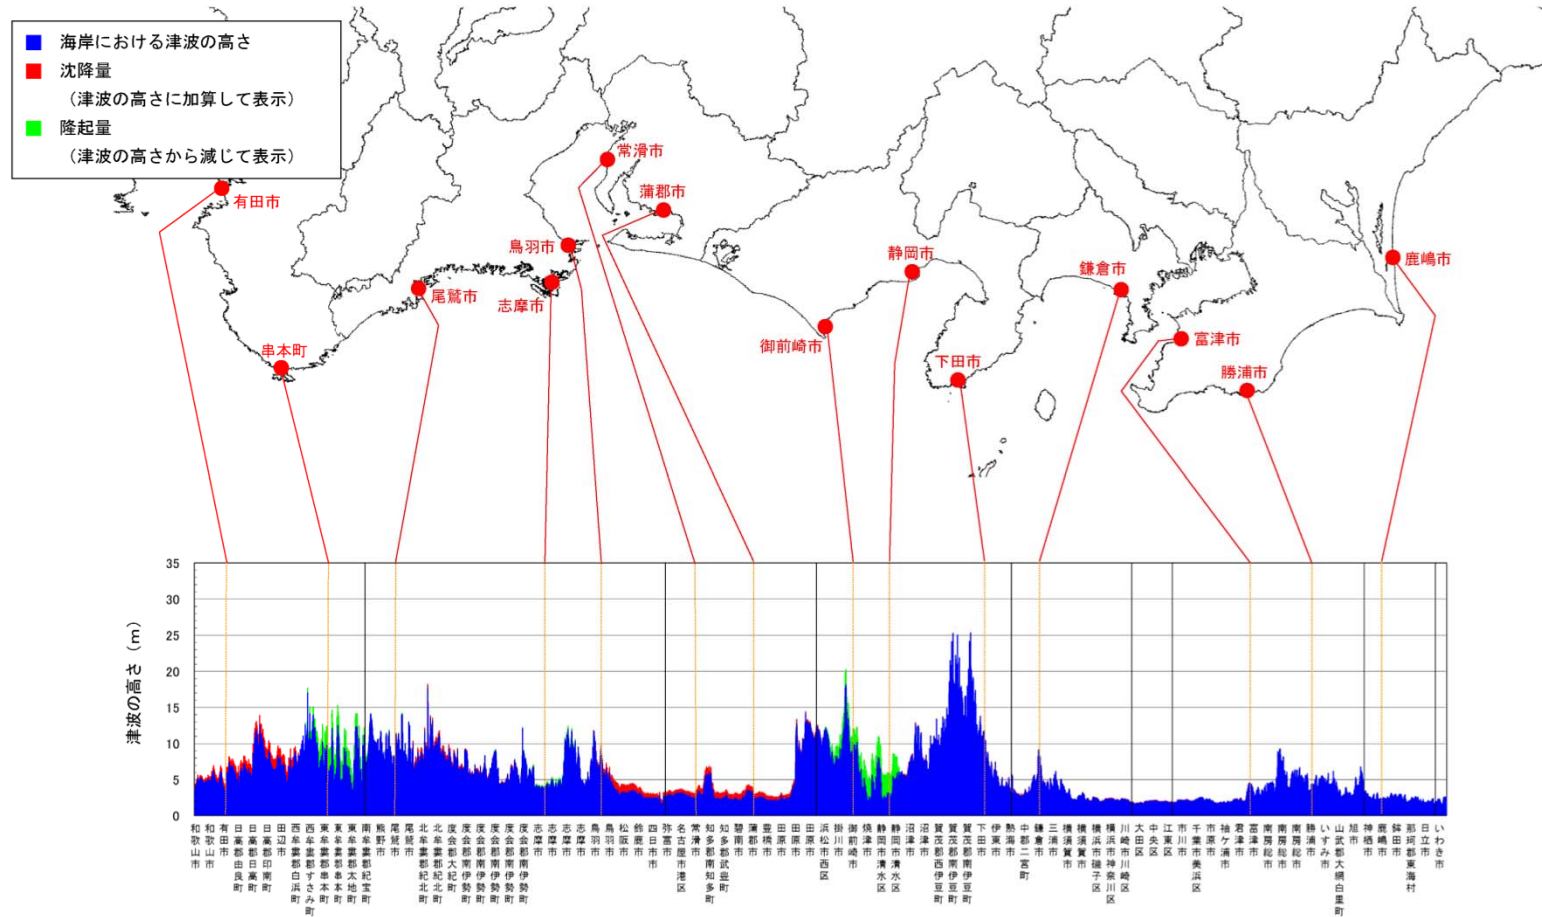 海岸における津波の高さ
沈降量
（津波の高さに加算して表示）
隆起量
（津波の高さから減じて表示）
有田市
串本町
尾鷲市
鳥羽市
志摩市
常滑市
蒲郡市
御前崎市
静岡市
下田市
鎌倉市
富津市
勝浦市
鹿嶋市
津波の高さ（m）
35
30
25
20
15
10
5
0
和歌山市
和歌山市
有田市
日高郡由良町
日高郡日高町
日高郡印南町
田辺市
西牟婁郡白浜町
西牟婁郡すさみ町
東牟婁郡串本町
東牟婁郡串本町
東牟婁郡太地町
南牟婁郡紀宝町
熊野市
尾鷲市
尾鷲市
北牟婁郡紀北町
北牟婁郡紀北町
度会郡大紀町
度会郡南伊勢町
度会郡南伊勢町
度会郡南伊勢町
度会郡南伊勢町
度会郡南伊勢町
志摩市
志摩市
志摩市
志摩市
鳥羽市
鳥羽市
松阪市
鈴鹿市
四日市市
弥富市
名古屋市港区
常滑市
知多郡南知多町
知多郡武豊町
碧南市
蒲郡市
豊橋市
田原市
田原市
田原市
浜松市西区
掛川市
御前崎市
焼津市
静岡市清水区
静岡市清水区
沼津市
沼津市
賀茂郡西伊豆町
賀茂郡南伊豆町
賀茂郡南伊豆町
下田市
伊東市
熱海市
中郡二宮町
鎌倉市
三浦市
横須賀市
横須賀市
横浜市磯子区
横浜市神奈川区
川崎市川崎区
大田区
中央区
江東区
市川市
千葉市美浜区
市原市
袖ケ浦市
君津市
富津市
南房総市
南房総市
南房総市
勝浦市
いすみ市
山武郡大網白里町
旭市
神栖市
鹿嶋市
鉾田市
那珂郡東海村
日立市
いわき市